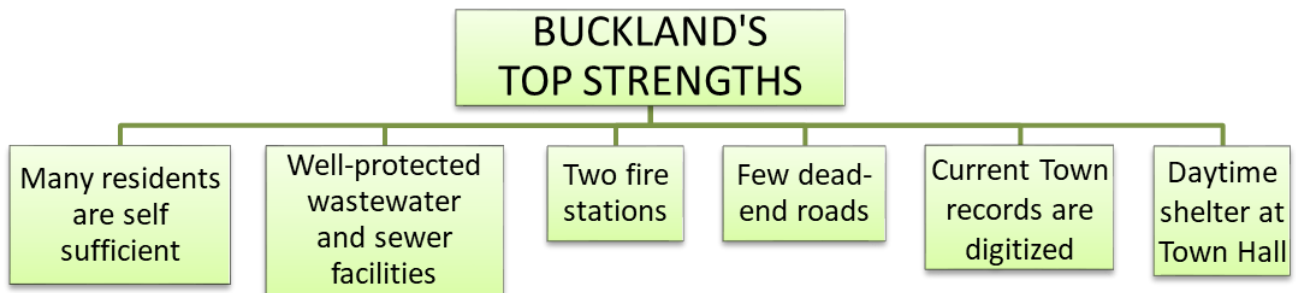 BUCKLAND'S
TOP STRENGTHS
Many residents
are self
sufficient
Well-protected
wastewater
and sewer
facilities
Two fire
stations
Few dead-
end roads
Current Town
records are
digitized
Daytime
shelter at
Town Hall